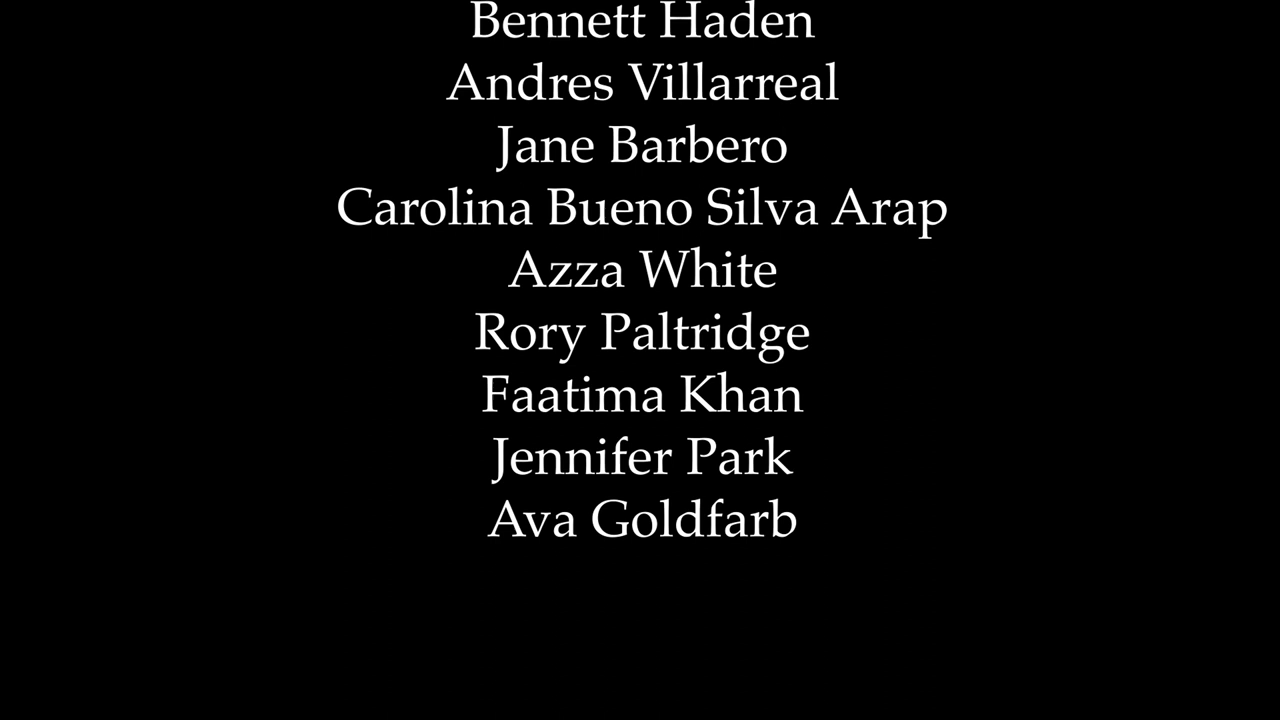 Bennett Haden
Andres Villarreal
Jane Barbero
Carolina Bueno Silva Arap
Azza White
Rory Paltridge
Faatima Khan
Jennifer Park
Ava Goldfarb